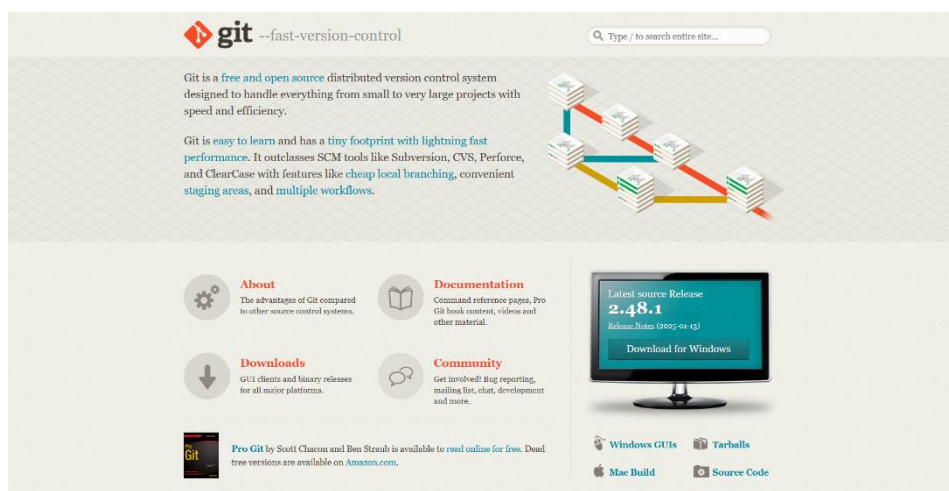 git --fast-version-control
Type / to search entire site...
Git is a free and open source distributed version control system
designed to handle everything from small to very large projects with
speed and efficiency.
Git is easy to learn and has a tiny footprint with lightning fast
performance. It outclasses SCM tools like Subversion, CVS, Perforce,
and ClearCase with features like cheap local branching, convenient
staging areas, and multiple workflows.
About
The advantages of Git compared
to other source control systems.
Documentation
Command reference pages, Pro
Git book content, videos and
other material.
Downloads
GUI clients and binary releases
for all major platforms.
Community
Get involved! Bug reporting,
mailing list, chat, development
and more.
Pro
Git
Pro Git by Scott Chacon and Ben Straub is available to read online for free. Dead
tree versions are available on Amazon.com.
Latest source Release
2.48.1
Release Notes (2025-01-13)
Download for Windows
Windows GUIs
Tarballs
Mac Build
Source Code